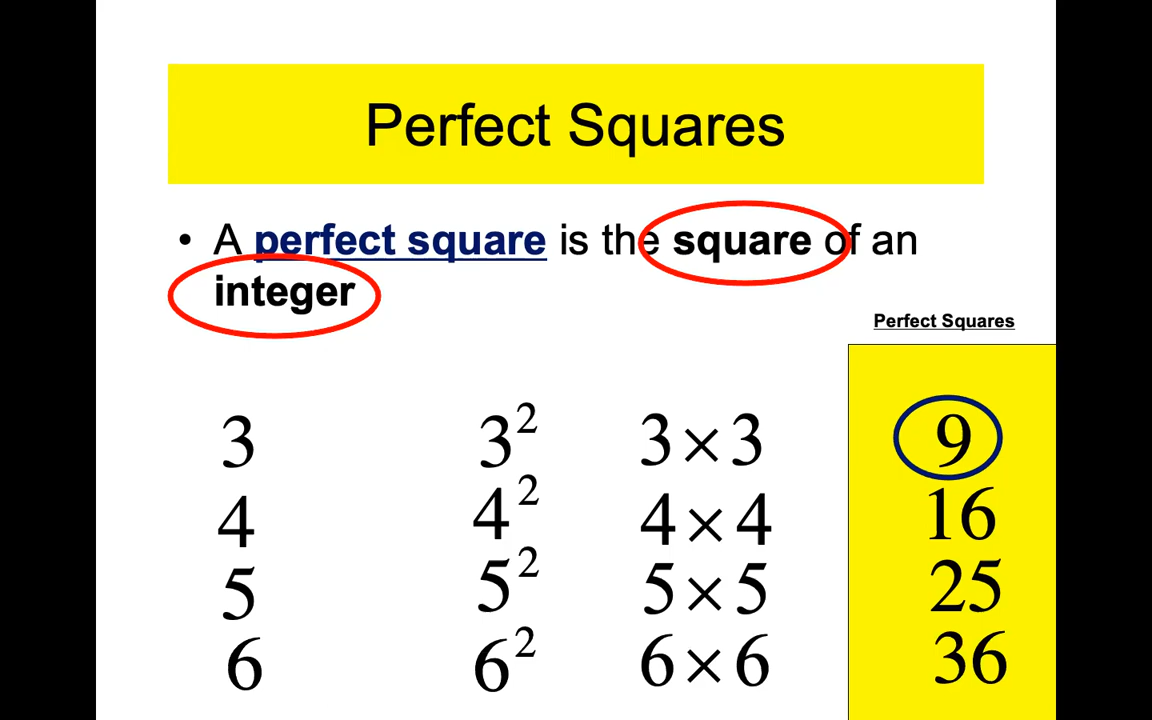 Perfect Squares
• A perfect square is the square of an
integer
Perfect Squares
3 3² 3×3 9
4 4² 4×4 16
5 5² 5×5 25
6 6² 6×6 36